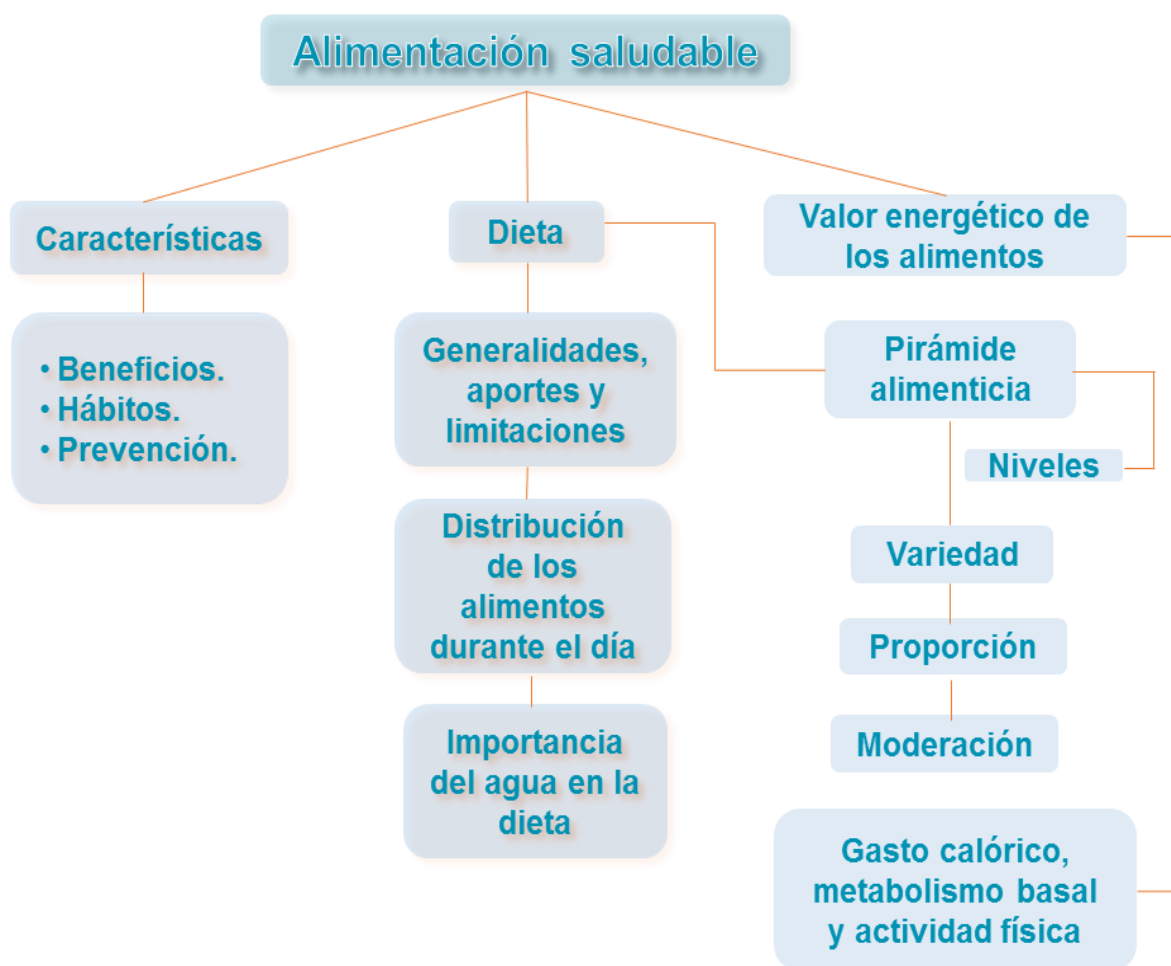 Alimentación saludable
Características
• Beneficios.
• Hábitos.
• Prevención.
Dieta
Generalidades,
aportes y
limitaciones
Distribución
de los
alimentos
durante el día
Importancia
del agua en la
dieta
Valor energético de
los alimentos
Pirámide
alimenticia
Niveles
Variedad
Proporción
Moderación
Gasto calórico,
metabolismo basal
y actividad física